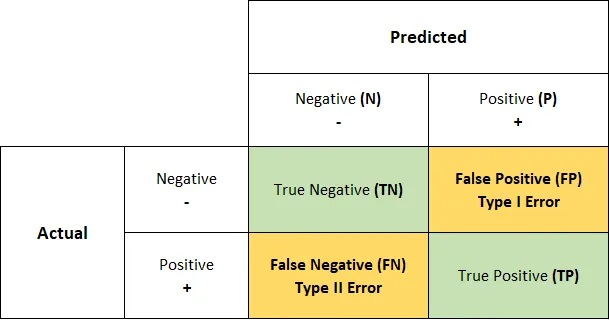 Predicted
Negative (N)
-
Positive (P)
+
Actual
Negative
-
True Negative (TN)
False Positive (FP)
Type I Error
Positive
+
False Negative (FN)
Type II Error
True Positive (TP)